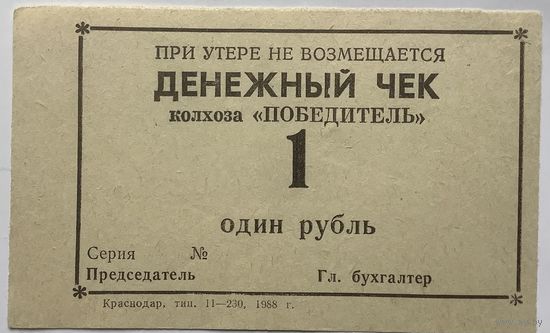 ПРИ УТЕРЕ НЕ ВОЗМЕЩАЕТСЯ
ДЕНЕЖНЫЙ ЧЕК
колхоза «ПОБЕДИТЕЛЬ»
1
один рубль
Серия №
Председатель Гл. бухгалтер
Краснодар, тип. 11—230, 1988 г.